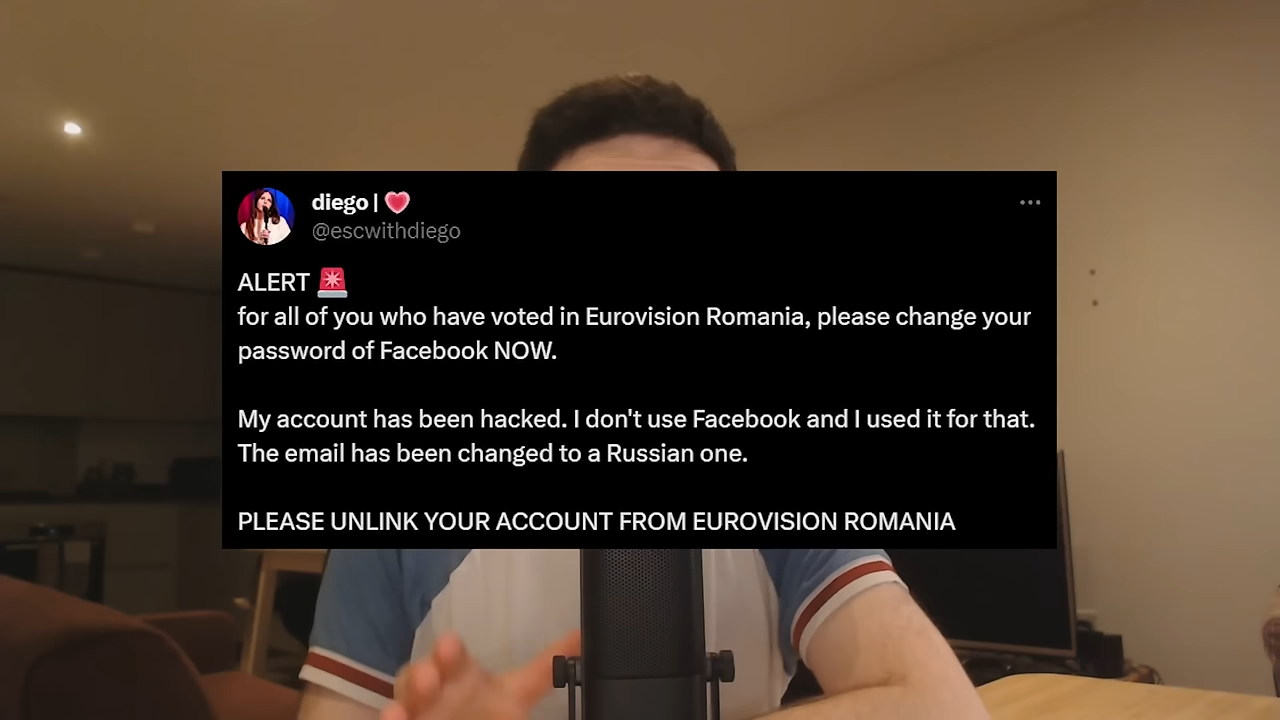 diego | 💗
@escwithdiego
ALERT 🚨
for all of you who have voted in Eurovision Romania, please change your
password of Facebook NOW.
My account has been hacked. I don't use Facebook and I used it for that.
The email has been changed to a Russian one.
PLEASE UNLINK YOUR ACCOUNT FROM EUROVISION ROMANIA